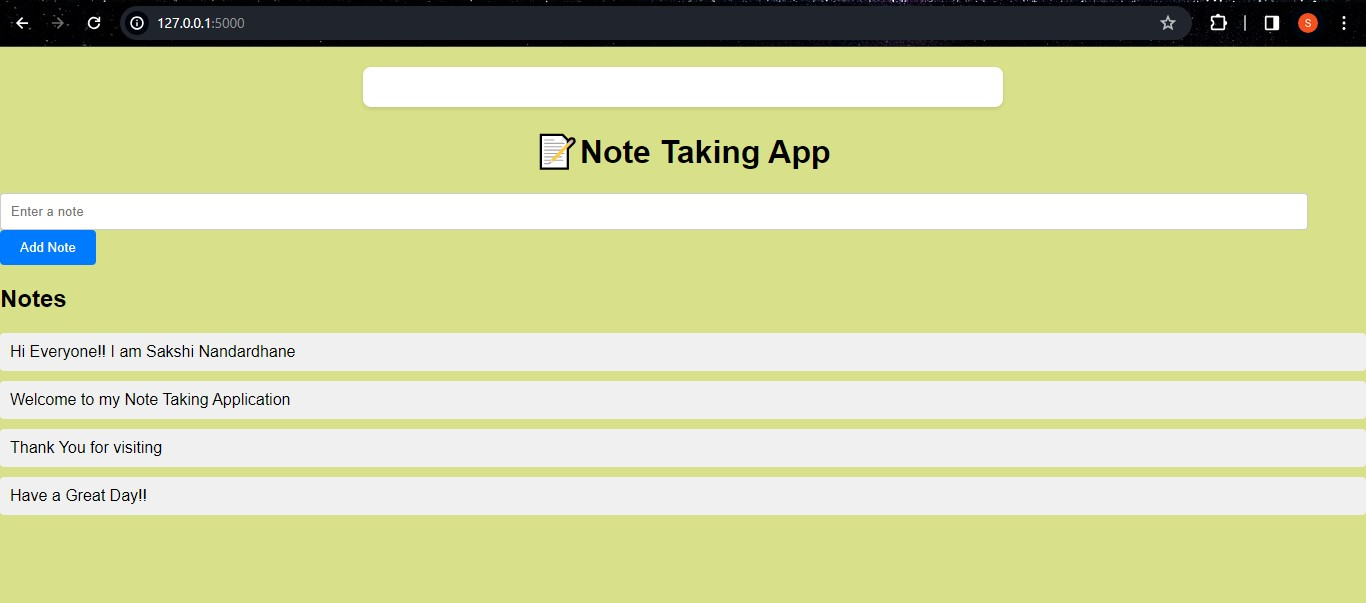 127.0.0.1:5000
S
📝Note Taking App
Enter a note
Add Note
Notes
Hi Everyone!! I am Sakshi Nandardhane
Welcome to my Note Taking Application
Thank You for visiting
Have a Great Day!!